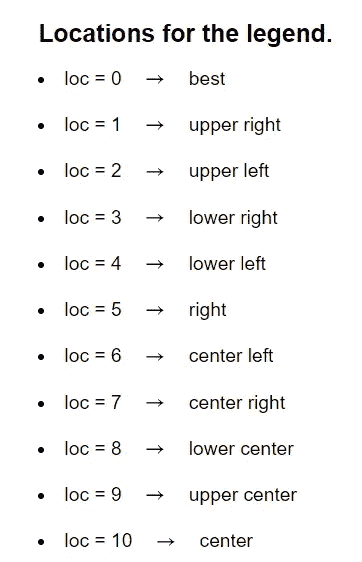 Locations for the legend.
• loc = 0 → best
• loc = 1 → upper right
• loc = 2 → upper left
• loc = 3 → lower right
• loc = 4 → lower left
• loc = 5 → right
• loc = 6 → center left
• loc = 7 → center right
• loc = 8 → lower center
• loc = 9 → upper center
• loc = 10 → center